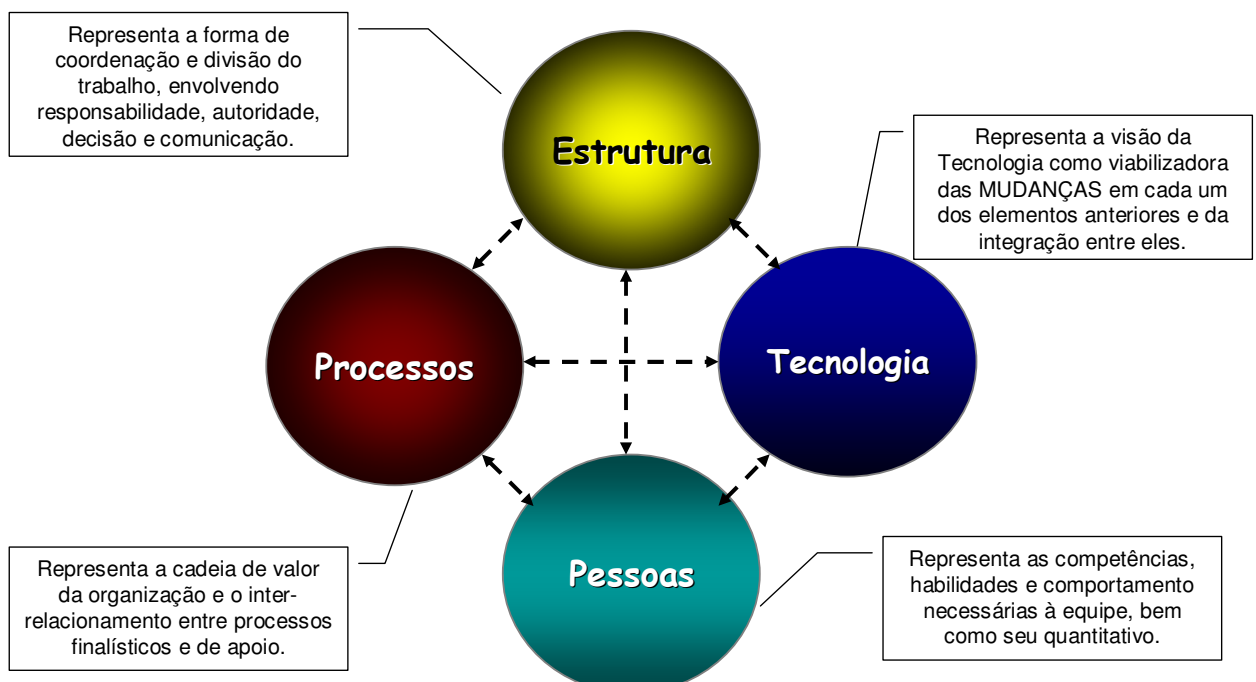 Representa a forma de
coordenação e divisão do
trabalho, envolvendo
responsabilidade, autoridade,
decisão e comunicação.
Estrutura
Representa a visão da
Tecnologia como viabilizadora
das MUDANÇAS em cada um
dos elementos anteriores e da
integração entre eles.
Processos
Tecnologia
Representa a cadeia de valor
da organização e o inter-
relacionamento entre processos
finalísticos e de apoio.
Pessoas
Representa as competências,
habilidades e comportamento
necessárias à equipe, bem
como seu quantitativo.